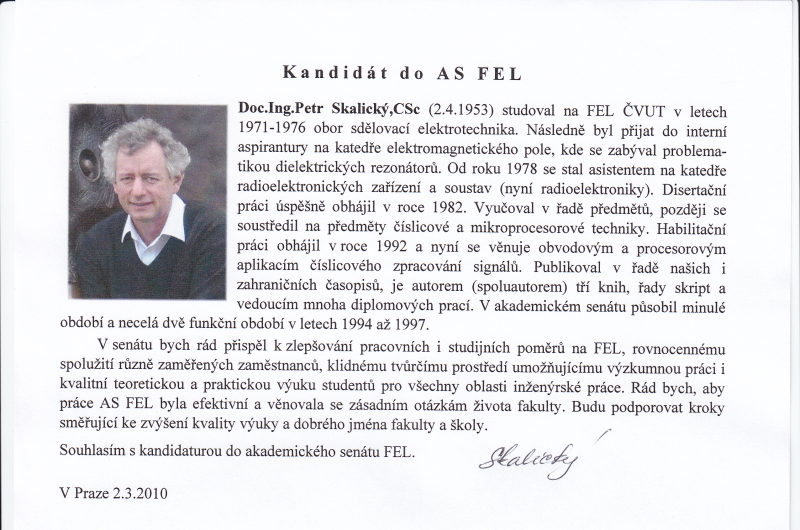 Kandidát do AS FEL
Doc.Ing.Petr Skalický,CSc (2.4.1953) studoval na FEL ČVUT v letech
1971-1976 obor sdělovací elektrotechnika. Následně byl přijat do interní
aspirantury na katedře elektromagnetického pole, kde se zabýval problema-
tikou dielektrických rezonátorů. Od roku 1978 se stal asistentem na katedře
radioelektronických zařízení a soustav (nyní radioelektroniky). Disertační
práci úspěšně obhájil v roce 1982. Vyučoval v řadě předmětů, později se
soustředil na předměty číslicové a mikroprocesorové techniky. Habilitační
práci obhájil v roce 1992 a nyní se věnuje obvodovým a procesorovým
aplikacím číslicového zpracování signálů. Publikoval v řadě našich i
zahraničních časopisů, je autorem (spoluautorem) tří knih, řady skript a
vedoucím mnoha diplomových prací. V akademickém senátu působil minulé
období a necelá dvě funkční období v letech 1994 až 1997.
V senátu bych rád přispěl k zlepšování pracovních i studijních poměrů na FEL, rovnocennému
spolužití různě zaměřených zaměstnanců, klidnému tvůrčímu prostředí umožňujícímu výzkumnou práci i
kvalitní teoretickou a praktickou výuku studentů pro všechny oblasti inženýrské práce. Rád bych, aby
práce AS FEL byla efektivní a věnovala se zásadním otázkám života fakulty. Budu podporovat kroky
směřující ke zvýšení kvality výuky a dobrého jména fakulty a školy.
Souhlasím s kandidaturou do akademického senátu FEL.
Skalický
V Praze 2.3.2010